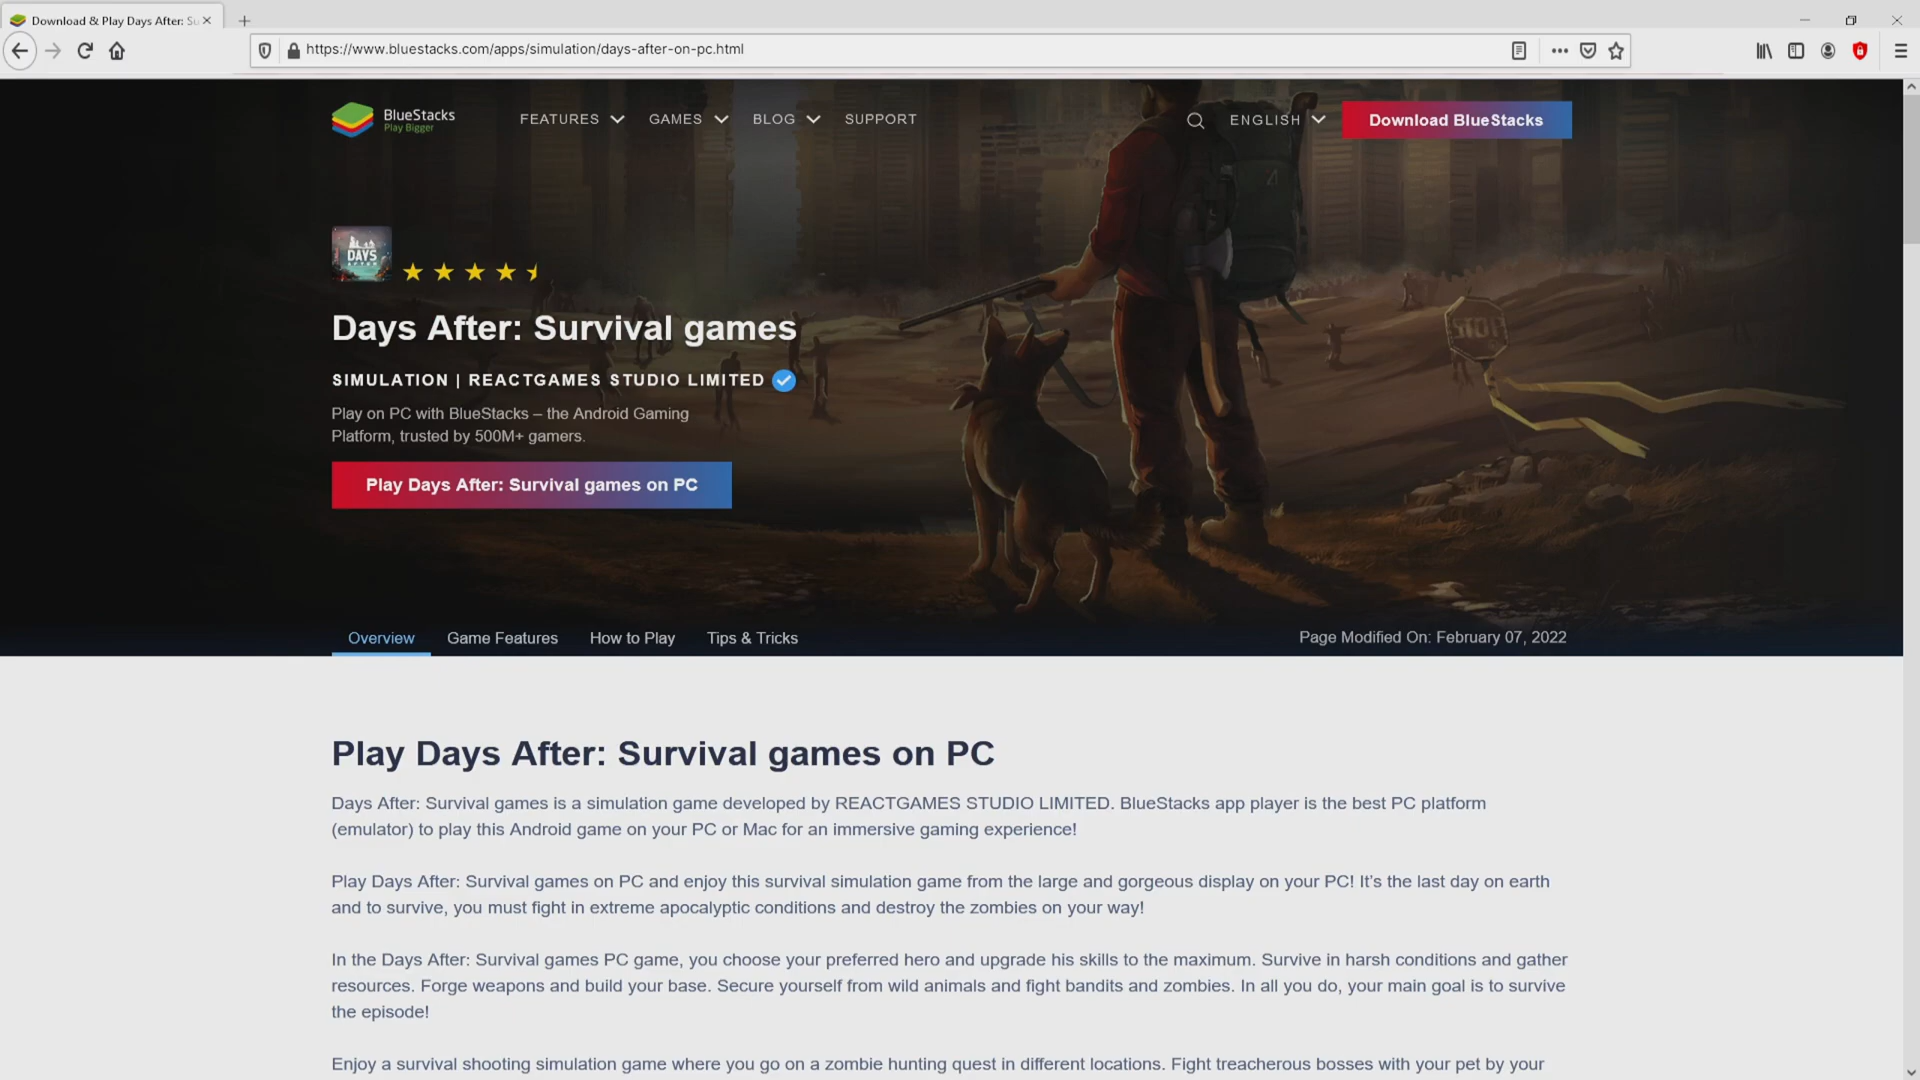 Download & Play Days After: Su
https://www.bluestacks.com/apps/simulation/days-after-on-pc.html
BlueStacks
Play Bigger
FEATURES
GAMES
BLOG
SUPPORT
ENGLISH
Download BlueStacks
DAYS
AFTER
STOP
Days After: Survival games
SIMULATION | REACTGAMES STUDIO LIMITED
Play on PC with BlueStacks – the Android Gaming
Platform, trusted by 500M+ gamers.
Play Days After: Survival games on PC
Overview
Game Features
How to Play
Tips & Tricks
Page Modified On: February 07, 2022
Play Days After: Survival games on PC
Days After: Survival games is a simulation game developed by REACTGAMES STUDIO LIMITED. BlueStacks app player is the best PC platform
(emulator) to play this Android game on your PC or Mac for an immersive gaming experience!
Play Days After: Survival games on PC and enjoy this survival simulation game from the large and gorgeous display on your PC! It’s the last day on earth
and to survive, you must fight in extreme apocalyptic conditions and destroy the zombies on your way!
In the Days After: Survival games PC game, you choose your preferred hero and upgrade his skills to the maximum. Survive in harsh conditions and gather
resources. Forge weapons and build your base. Secure yourself from wild animals and fight bandits and zombies. In all you do, your main goal is to survive
the episode!
Enjoy a survival shooting simulation game where you go on a zombie hunting quest in different locations. Fight treacherous bosses with your pet by your